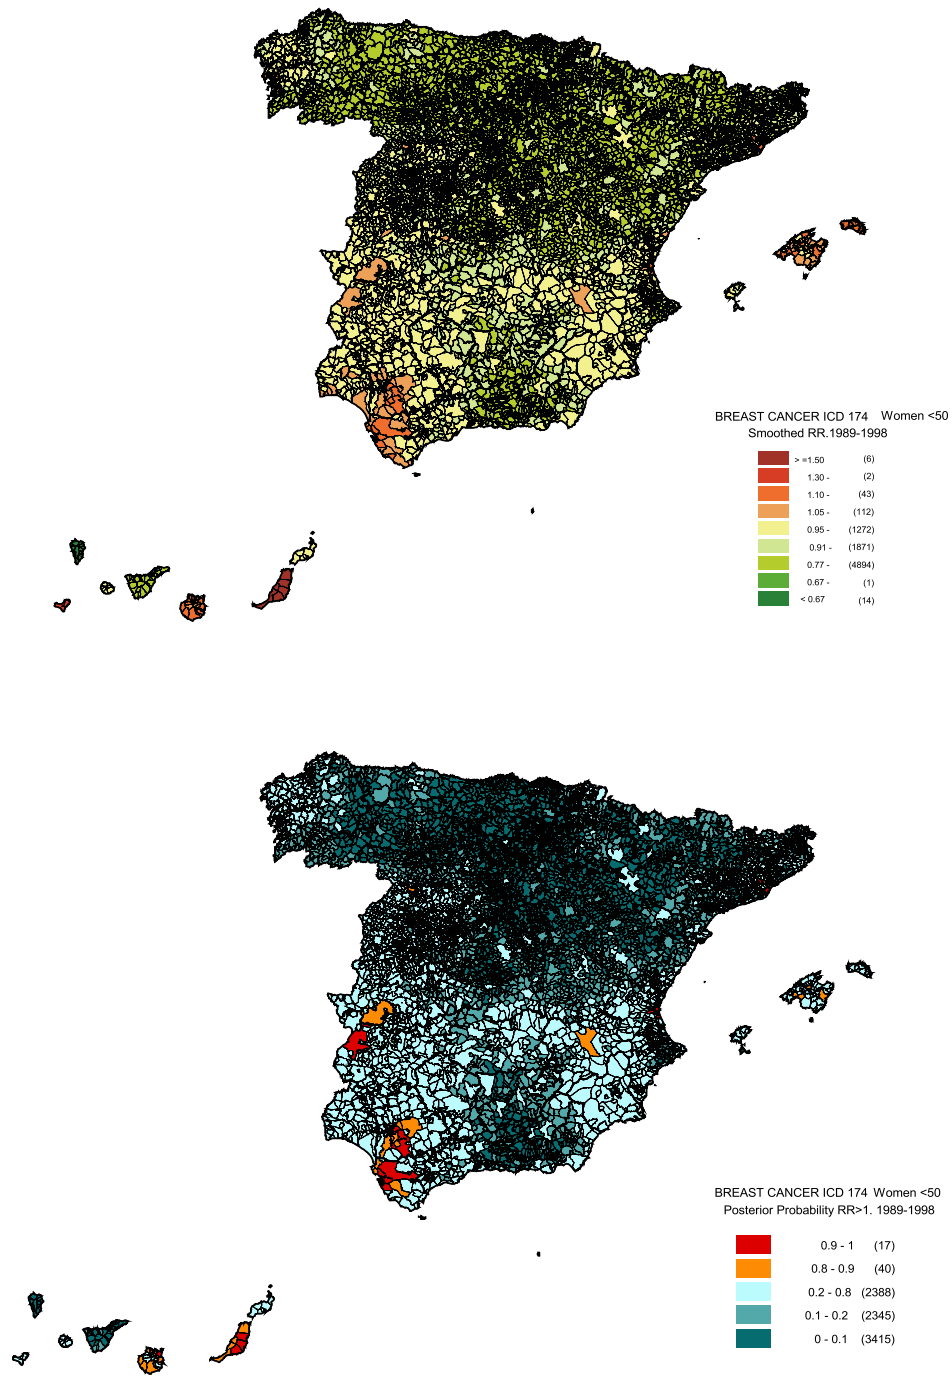 BREAST CANCER ICD 174 Women <50
Smoothed RR.1989-1998
> =1.50 (6)
1.30 - (2)
1.10 - (43)
1.05 - (112)
0.95 - (1272)
0.91 - (1871)
0.77 - (4894)
0.67 - (1)
< 0.67 (14)
BREAST CANCER ICD 174 Women <50
Posterior Probability RR>1. 1989-1998
0.9 - 1 (17)
0.8 - 0.9 (40)
0.2 - 0.8 (2388)
0.1 - 0.2 (2345)
0 - 0.1 (3415)